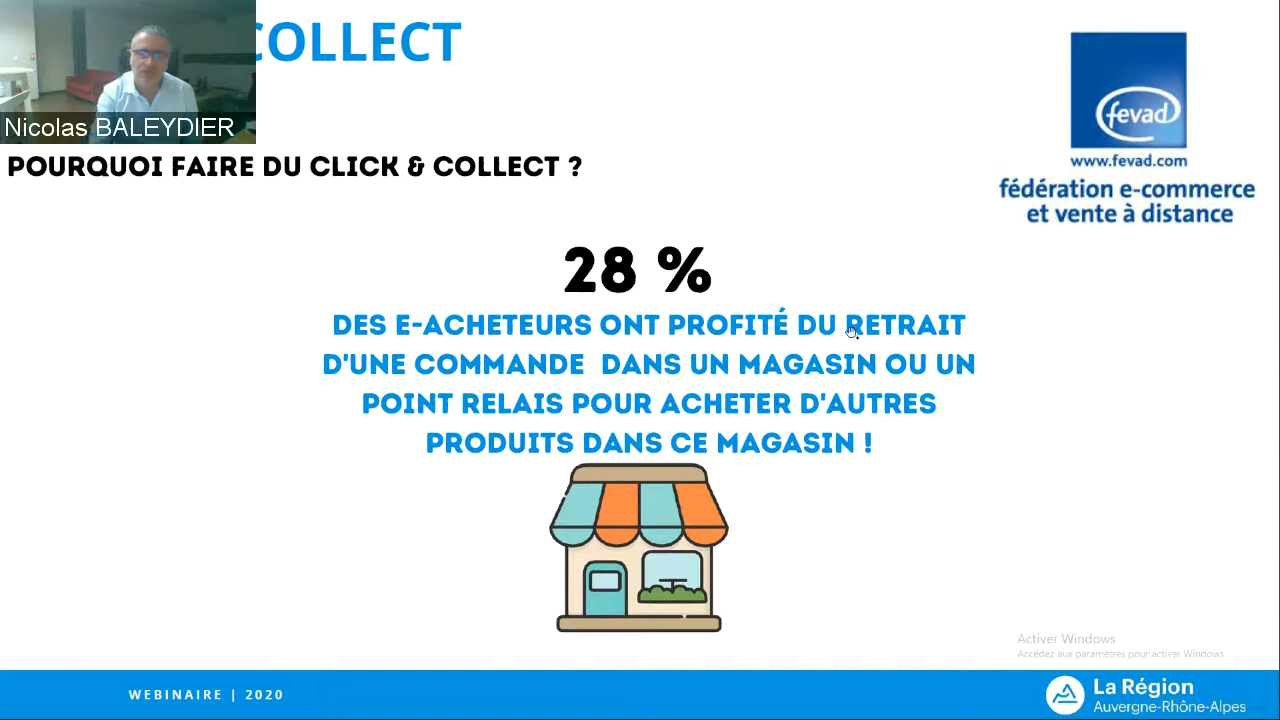 COLLECT
Nicolas BALEYDIER
POURQUOI FAIRE DU CLICK & COLLECT ?
fevad
www.fevad.com
fédération e-commerce
et vente à distance
28 %
DES E-ACHETEURS ONT PROFITÉ DU RETRAIT
D'UNE COMMANDE DANS UN MAGASIN OU UN
POINT RELAIS POUR ACHETER D'AUTRES
PRODUITS DANS CE MAGASIN !
Activer Windows
Accédez aux paramètres pour activer Windows.
WEBINAIRE | 2020
La Région
Auvergne-Rhône-Alpes